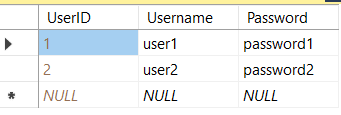 UserID Username Password
1 user1 password1
2 user2 password2
NULL NULL NULL